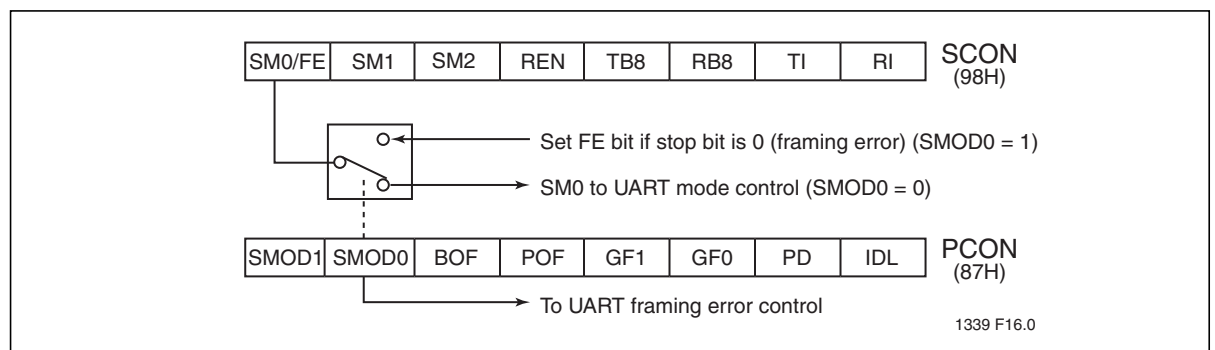 SM0/FE SM1 SM2 REN TB8 RB8 TI RI SCON
(98H)
Set FE bit if stop bit is 0 (framing error) (SMOD0 = 1)
SM0 to UART mode control (SMOD0 = 0)
SMOD1 SMOD0 BOF POF GF1 GF0 PD IDL PCON
(87H)
To UART framing error control
1339 F16.0